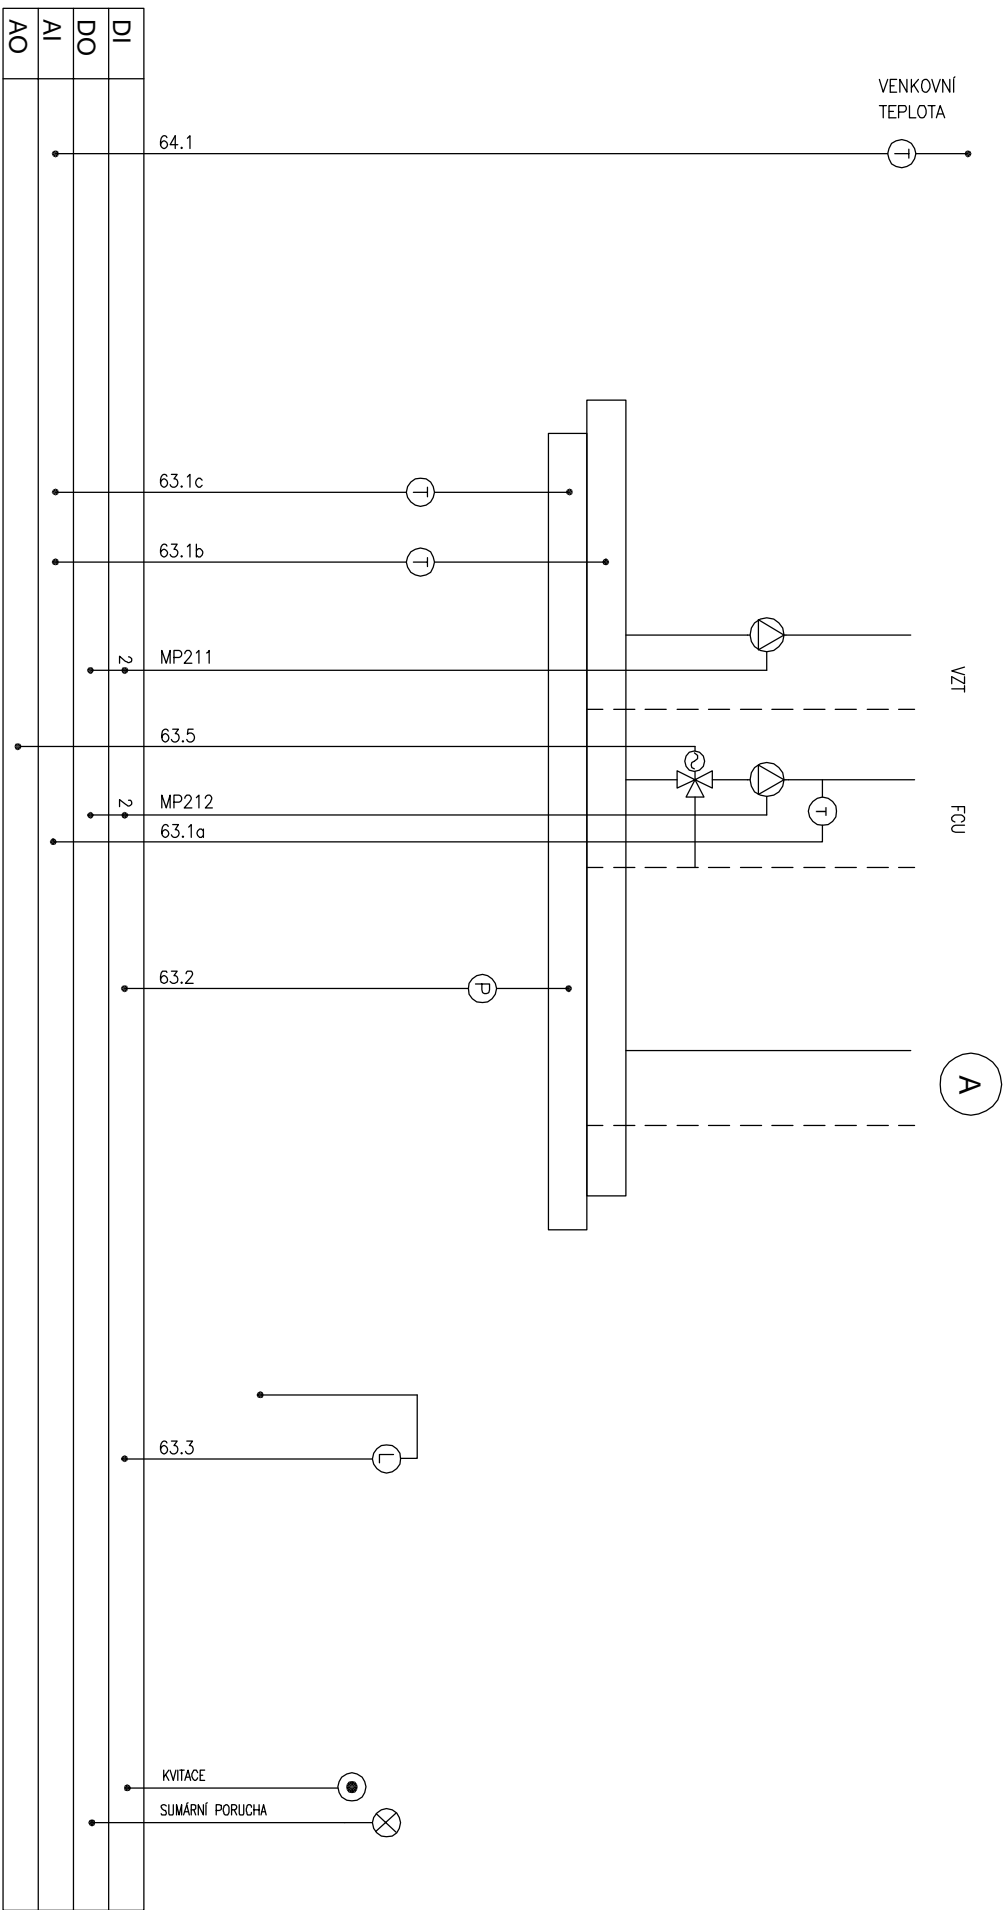 AO
AI
DO
DI
VENKOVNÍ
TEPLOTA
64.1
T
63.1c
T
63.1b
T
2
MP211
VZT
63.5
2
MP212
T
FCU
63.1a
63.2
P
A
63.3
L
KVITACE
SUMÁRNÍ PORUCHA